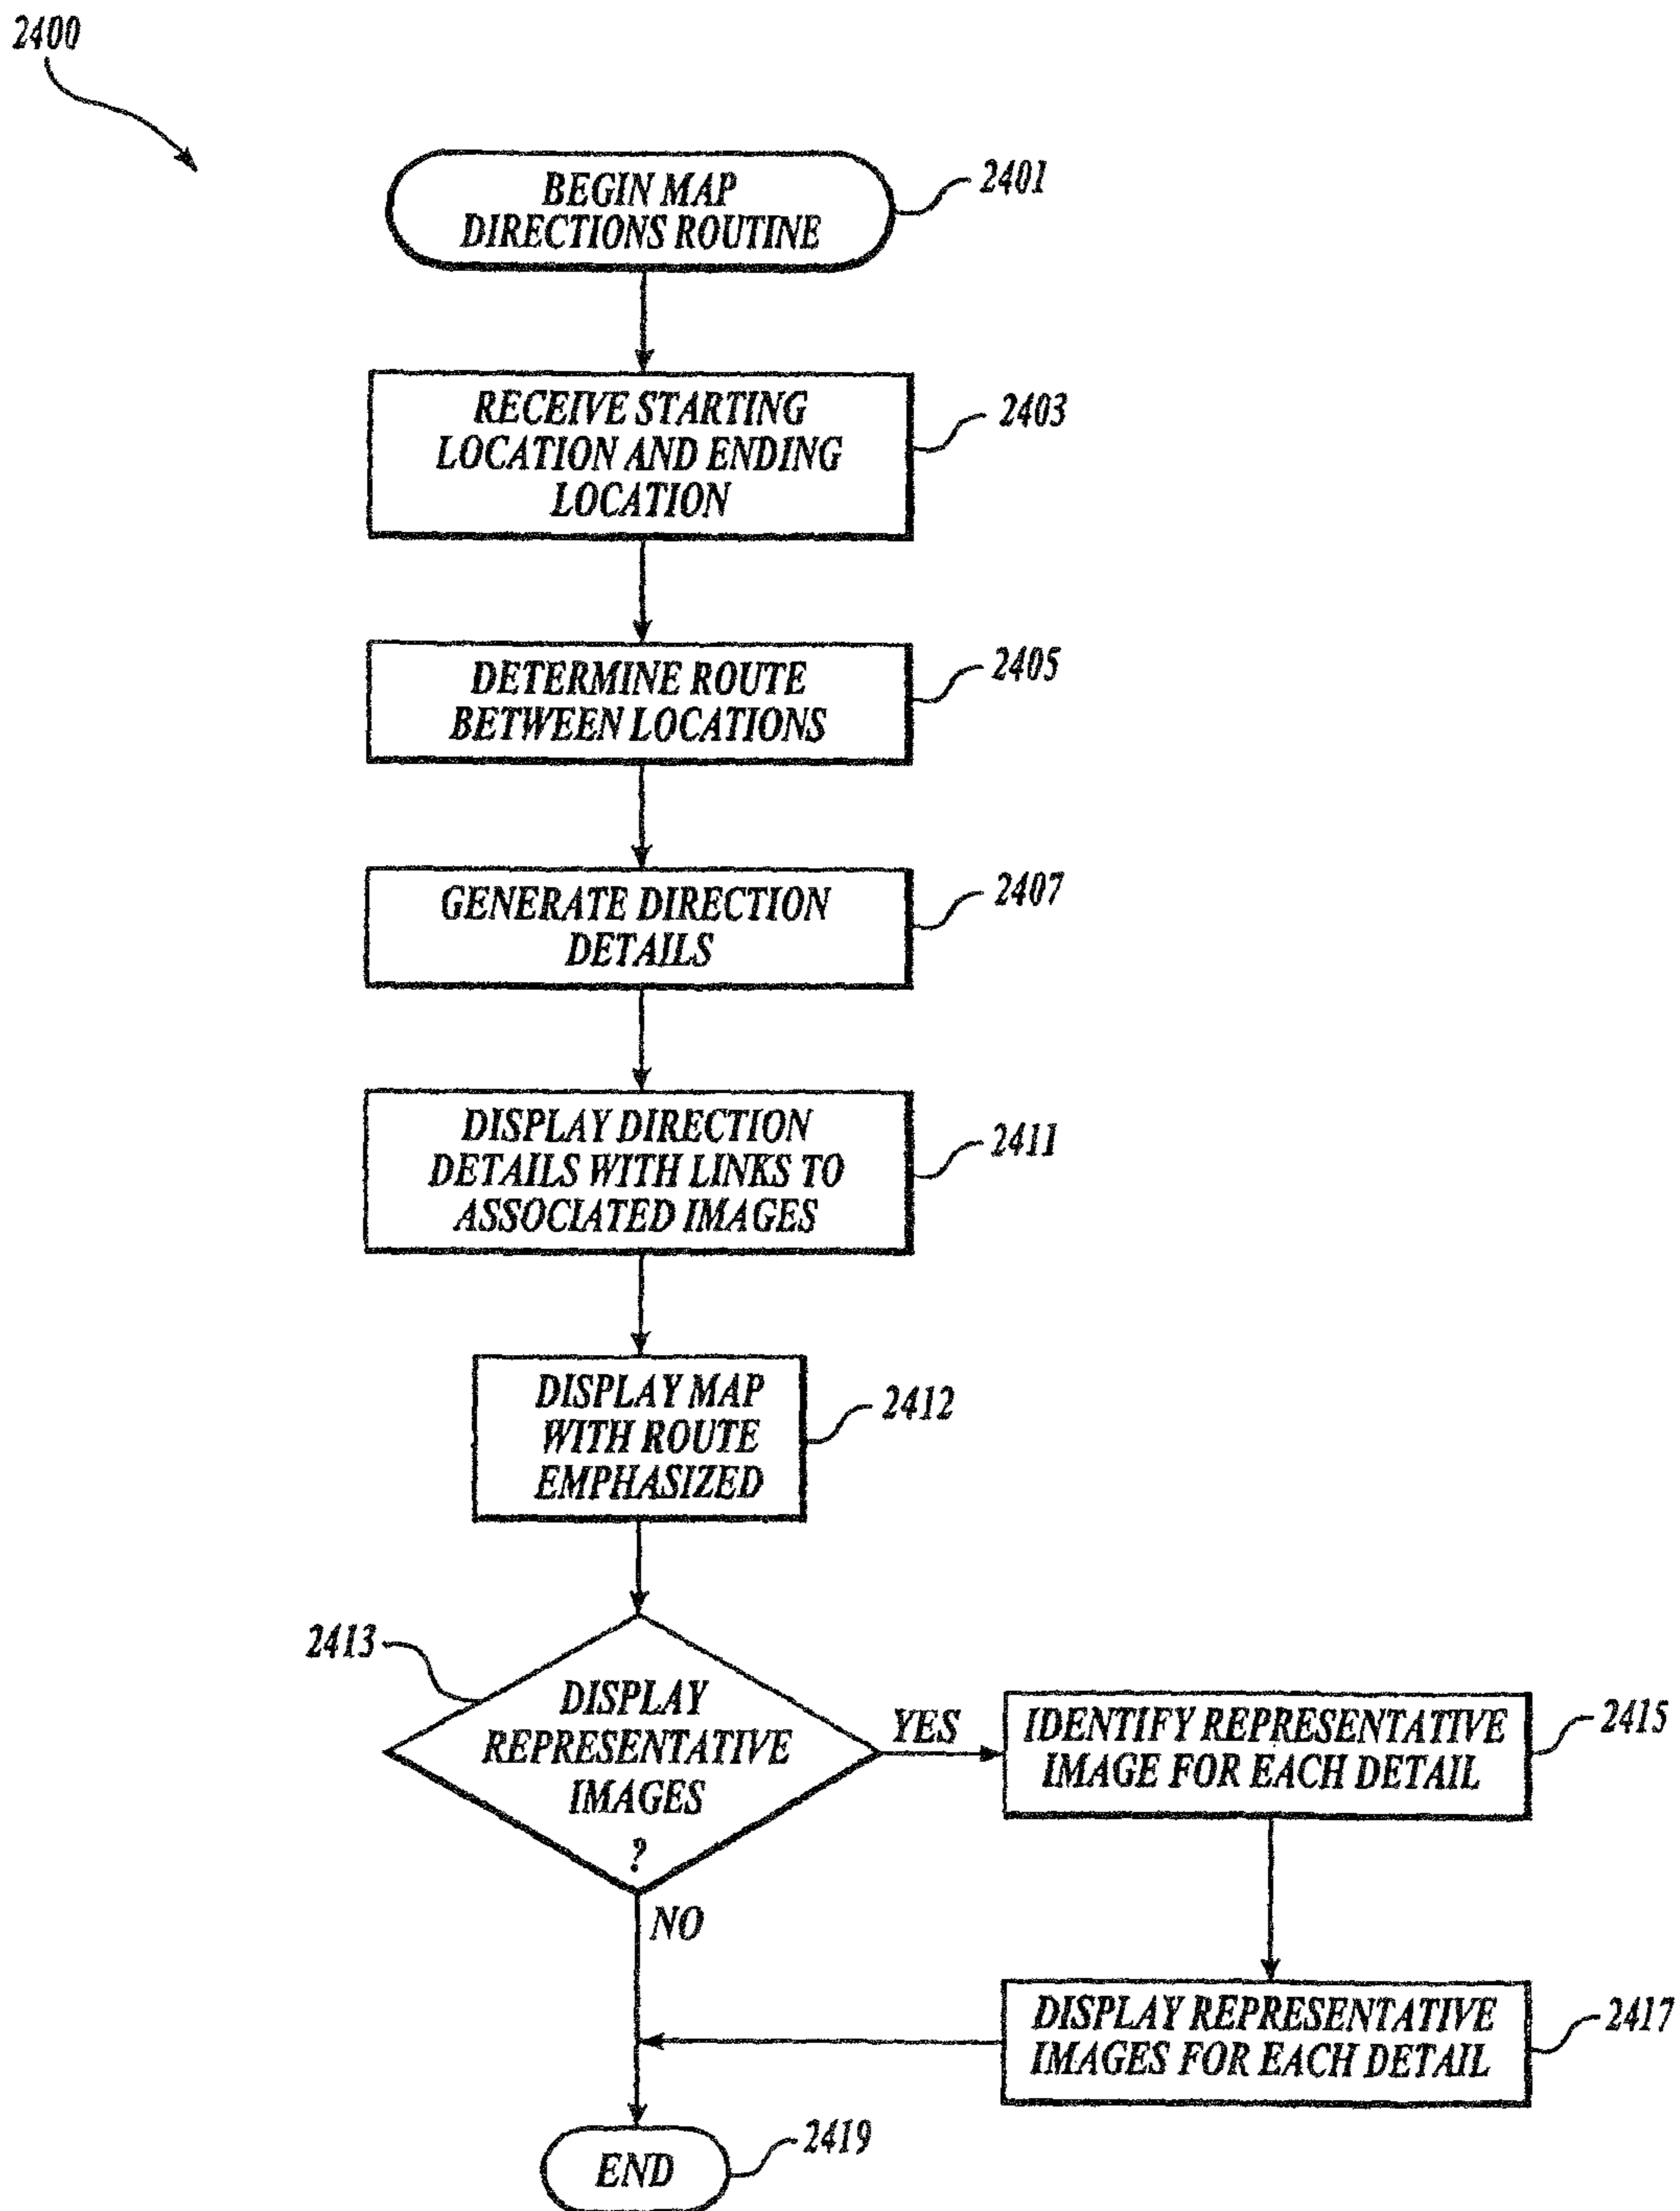 2400
BEGIN MAP
DIRECTIONS ROUTINE
2401
RECEIVE STARTING
LOCATION AND ENDING
LOCATION
2403
DETERMINE ROUTE
BETWEEN LOCATIONS
2405
GENERATE DIRECTION
DETAILS
2407
DISPLAY DIRECTION
DETAILS WITH LINKS TO
ASSOCIATED IMAGES
2411
DISPLAY MAP
WITH ROUTE
EMPHASIZED
2412
2413
DISPLAY
REPRESENTATIVE
IMAGES
?
YES
IDENTIFY REPRESENTATIVE
IMAGE FOR EACH DETAIL
2415
NO
DISPLAY REPRESENTATIVE
IMAGES FOR EACH DETAIL
2417
END
2419